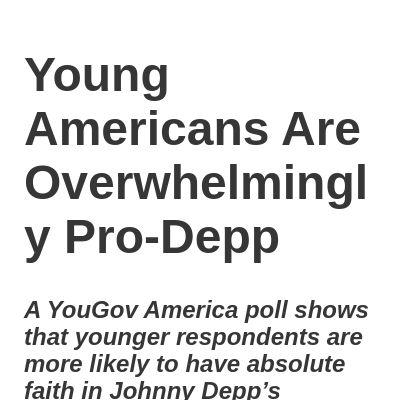 Young
Americans Are
Overwhelmingl
y Pro-Depp
A YouGov America poll shows
that younger respondents are
more likely to have absolute
faith in Johnny Depp’s